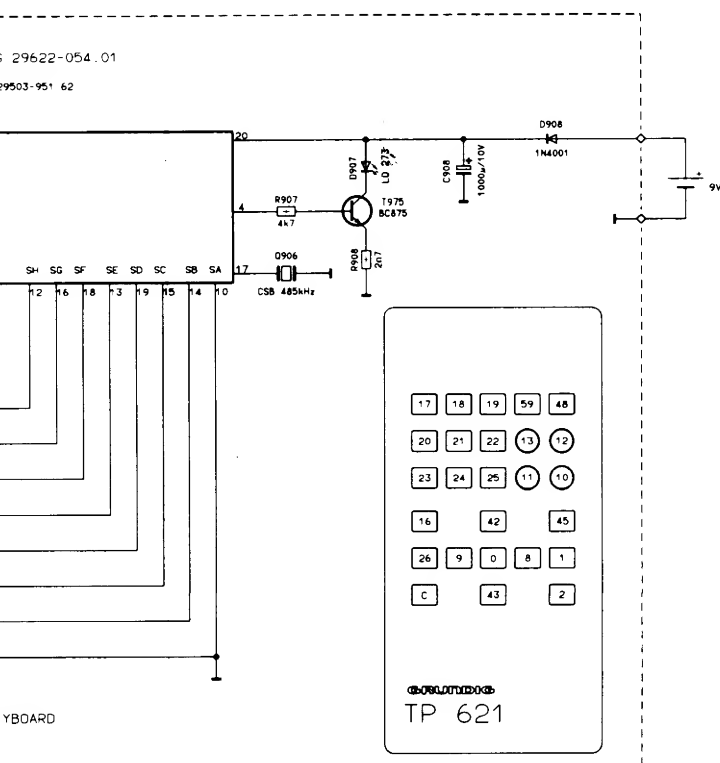 29622-054.01
29503-951 62
20
D908
1N4001
D907
LD 273
C908
1000µ/10V
+
+
9V
4
R907
4k7
T975
BC875
R908
2Ω7
17
Q906
CSB 485kHz
SH SG SF SE SD SC SB SA
12 16 18 13 19 15 14 10
17 18 19 59 48
20 21 22 13 12
23 24 25 11 10
16 42 45
26 9 0 8 1
C 43 2
GRUNDIG
TP 621
YBOARD